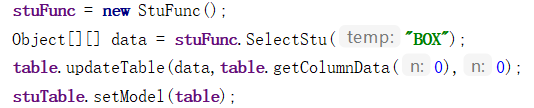 stuFunc = new StuFunc();
Object[][] data = stuFunc.SelectStu( temp: "BOX");
table.updateTable(data,table.getColumnData( n: 0), n: 0);
stuTable.setModel(table);